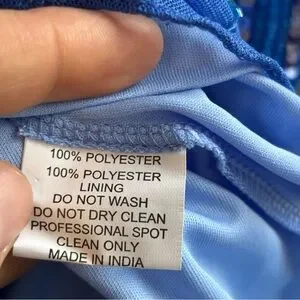 100% POLYESTER
100% POLYESTER
LINING
DO NOT WASH
DO NOT DRY CLEAN
PROFESSIONAL SPOT
CLEAN ONLY
MADE IN INDIA